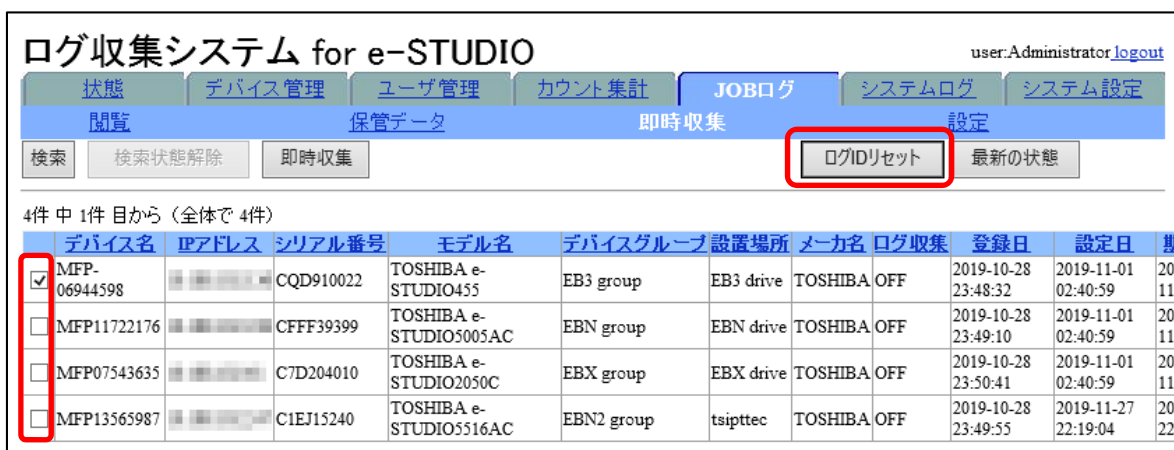 ログ収集システム for e-STUDIO
user:Administrator logout
状態 デバイス管理 ユーザ管理 カウント集計 JOBログ システムログ システム設定
閲覧 保管データ 即時収集 設定
検索 検索状態解除 即時収集 ログIDリセット 最新の状態
4件 中 1件 目から（全体で 4件）
デバイス名 IPアドレス シリアル番号 モデル名 デバイスグループ 設置場所 メーカ名 ログ収集 登録日 設定日
MFP- TOSHIBA e- 2019-10-28 2019-11-01 20
06944598 CQD910022 STUDIO455 EB3 group EB3 drive TOSHIBA OFF 23:48:32 02:40:59 11
TOSHIBA e- 2019-10-28 2019-11-01 20
MFP11722176 CFFF39399 STUDIO5005AC EBN group EBN drive TOSHIBA OFF 23:49:10 02:40:59 11
TOSHIBA e- 2019-10-28 2019-11-01 20
MFP07543635 C7D204010 STUDIO2050C EBX group EBX drive TOSHIBA OFF 23:50:41 02:40:59 11
TOSHIBA e- 2019-10-28 2019-11-27 20
MFP13565987 C1EJ15240 STUDIO5516AC EBN2 group tsipttec TOSHIBA OFF 23:49:55 22:19:04 22